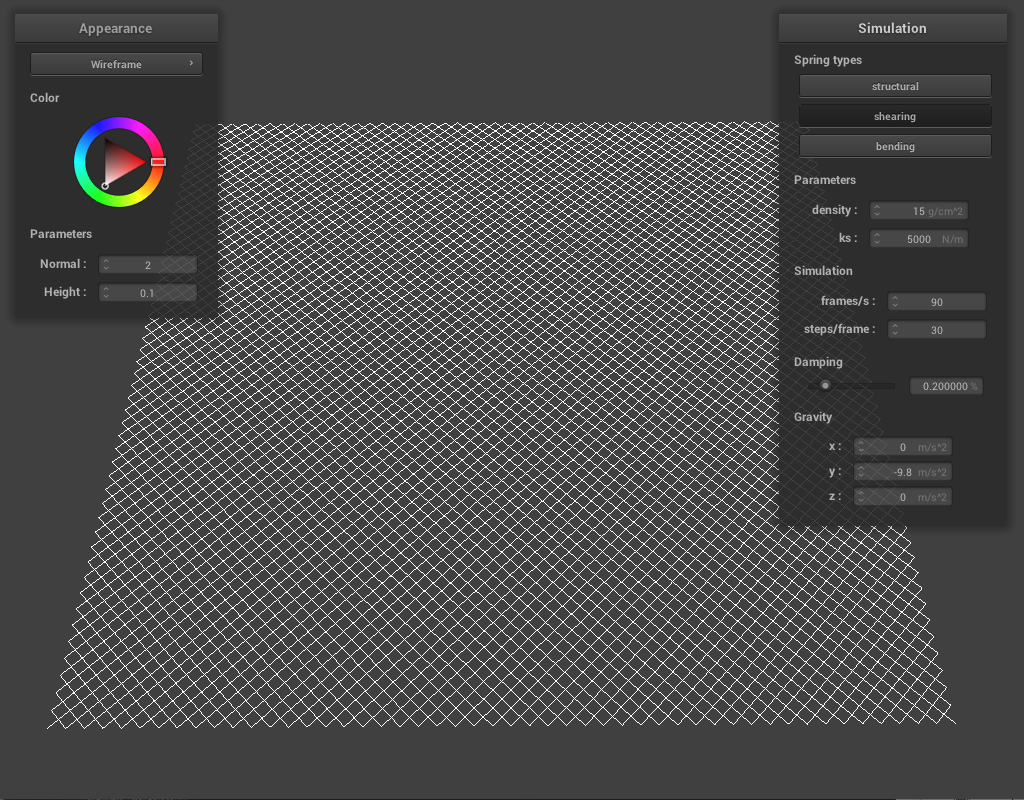 Appearance
Wireframe
Color
Parameters
Normal : 2
Height : 0.1
Simulation
Spring types
structural
shearing
bending
Parameters
density : 15 g/cm^2
ks : 5000 N/m
Simulation
frames/s : 90
steps/frame : 30
Damping
0.200000 %
Gravity
x : 0 m/s^2
y : -9.8 m/s^2
z : 0 m/s^2